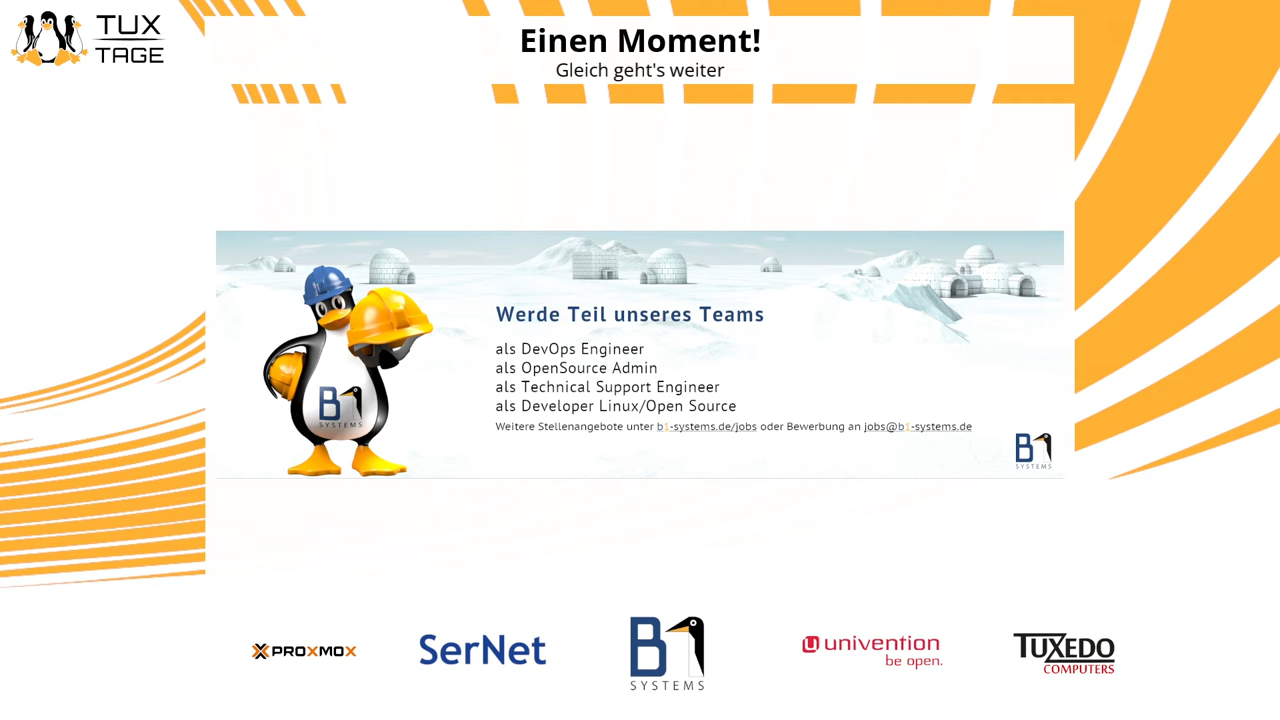 TUX
TAGE
Einen Moment!
Gleich geht's weiter
Werde Teil unseres Teams
als DevOps Engineer
als OpenSource Admin
als Technical Support Engineer
als Developer Linux/Open Source
Weitere Stellenangebote unter b1-systems.de/jobs oder Bewerbung an jobs@b1-systems.de
B1
SYSTEMS
B1
SYSTEMS
PROXMOX
SerNet
B1
SYSTEMS
univention
be open.
TUXEDO
COMPUTERS